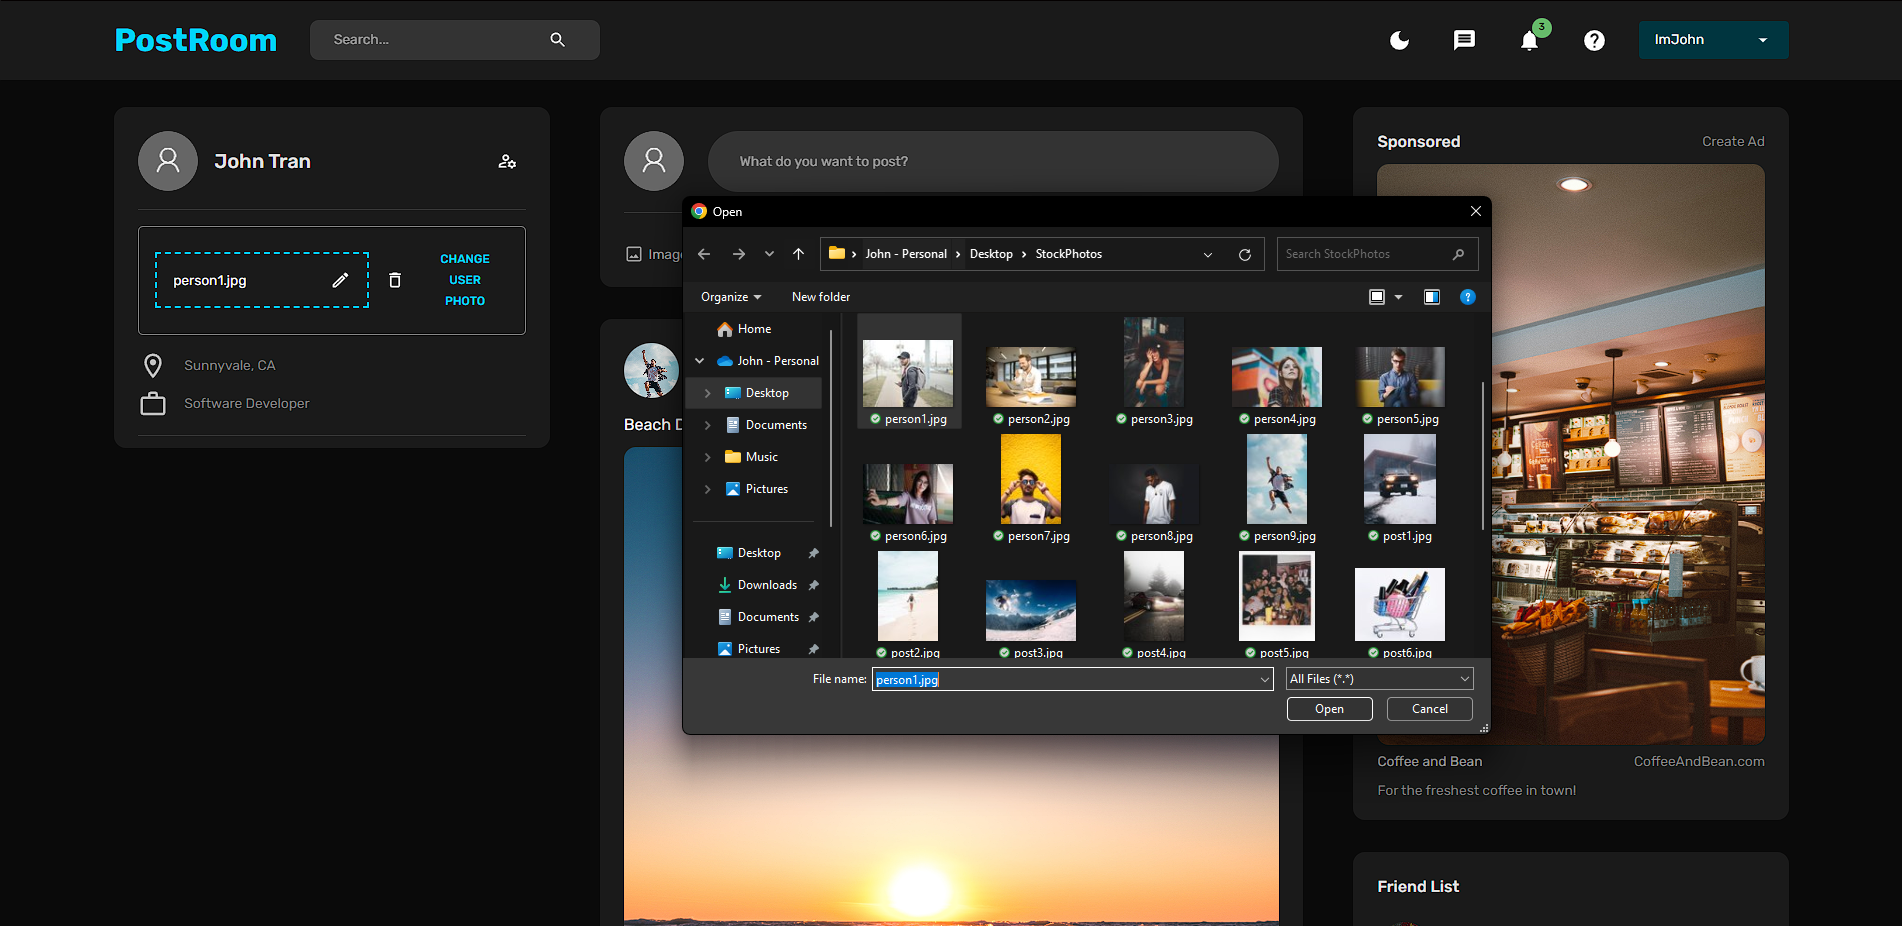 PostRoom
Search...
3
ImJohn
John Tran
person1.jpg
CHANGE
USER
PHOTO
Sunnyvale, CA
Software Developer
What do you want to post?
Imag
Beach D
Open
John - Personal > Desktop > StockPhotos
Search StockPhotos
Organize
New folder
Home
John - Personal
Desktop
Documents
Music
Pictures
Desktop
Downloads
Documents
Pictures
person1.jpg
person2.jpg
person3.jpg
person4.jpg
person5.jpg
person6.jpg
person7.jpg
person8.jpg
person9.jpg
post1.jpg
post2.jpg
post3.jpg
post4.jpg
post5.jpg
post6.jpg
File name:
person1.jpg
All Files (*.*)
Open
Cancel
Sponsored
Create Ad
Coffee and Bean
CoffeeAndBean.com
For the freshest coffee in town!
Friend List